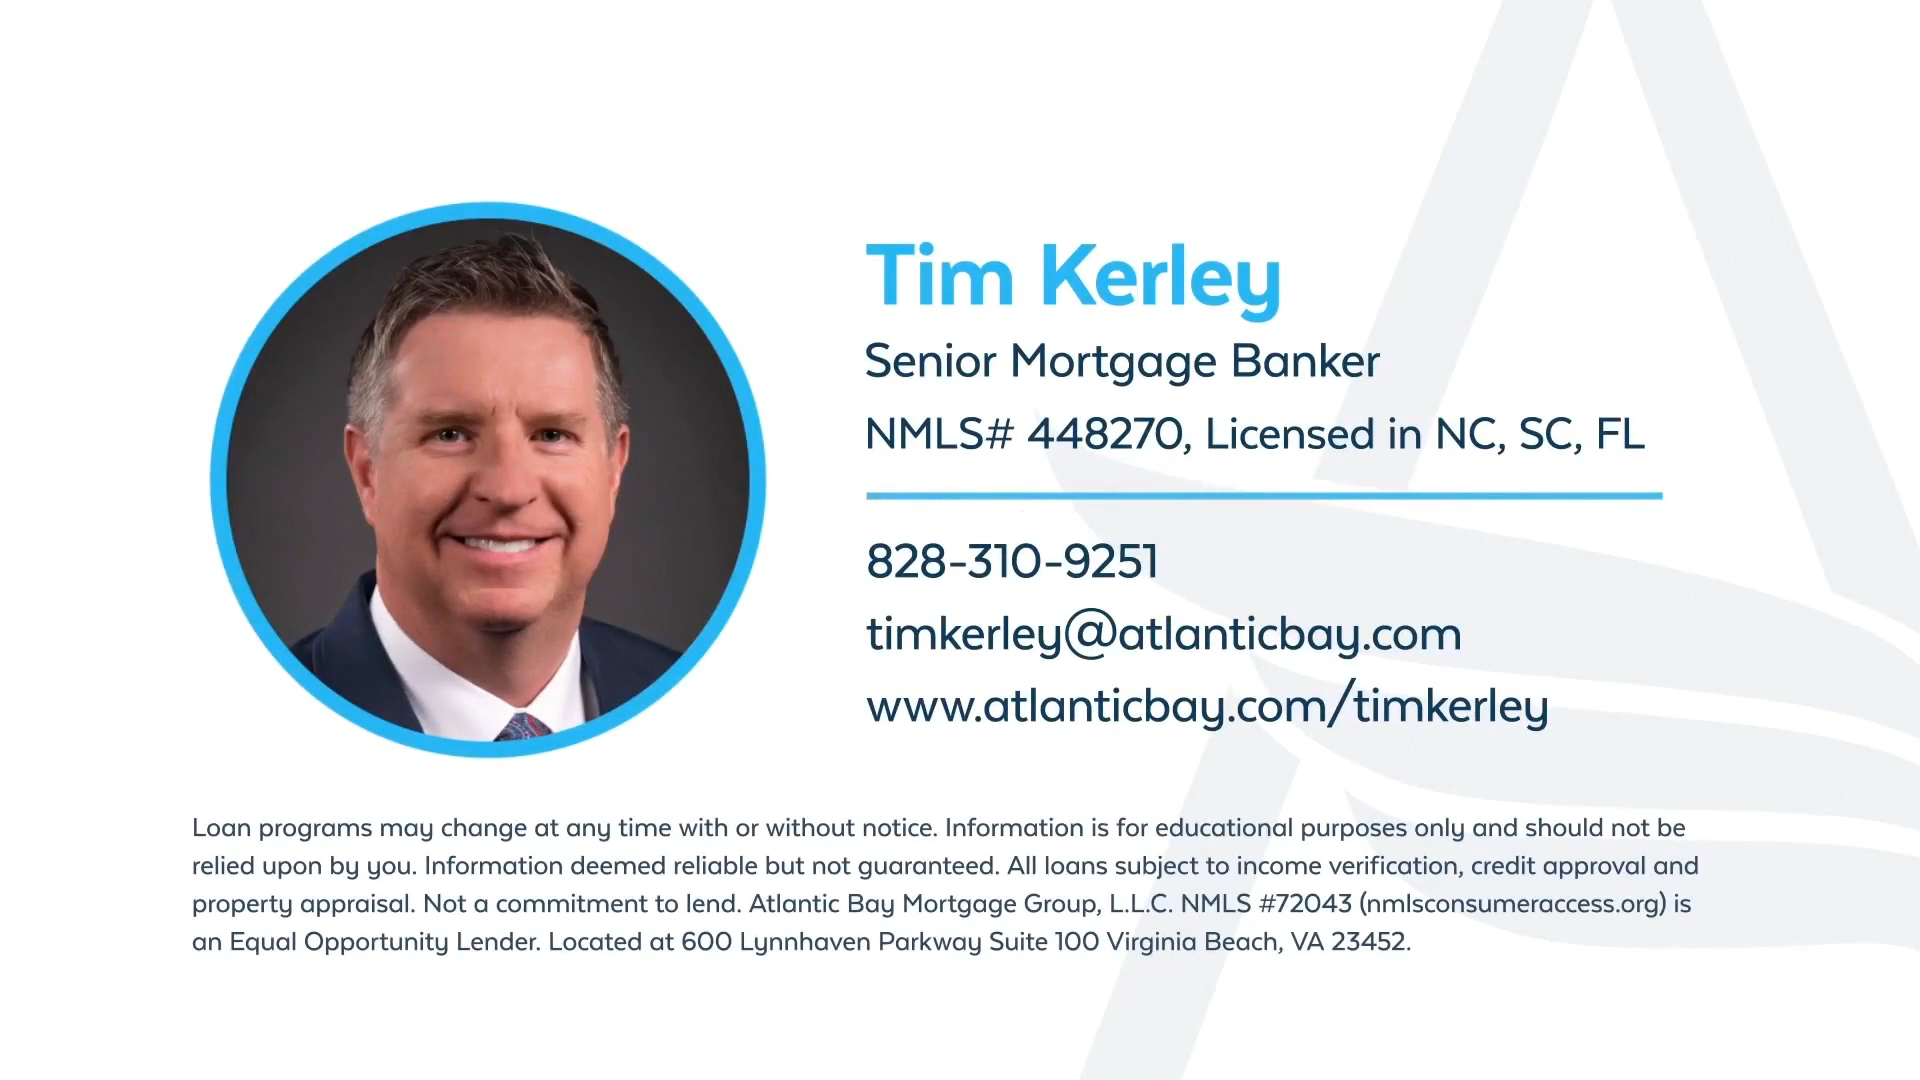 Tim Kerley
Senior Mortgage Banker
NMLS# 448270, Licensed in NC, SC, FL
828-310-9251
timkerley@atlanticbay.com
www.atlanticbay.com/timkerley
Loan programs may change at any time with or without notice. Information is for educational purposes only and should not be
relied upon by you. Information deemed reliable but not guaranteed. All loans subject to income verification, credit approval and
property appraisal. Not a commitment to lend. Atlantic Bay Mortgage Group, L.L.C. NMLS #72043 (nmlsconsumeraccess.org) is
an Equal Opportunity Lender. Located at 600 Lynnhaven Parkway Suite 100 Virginia Beach, VA 23452.